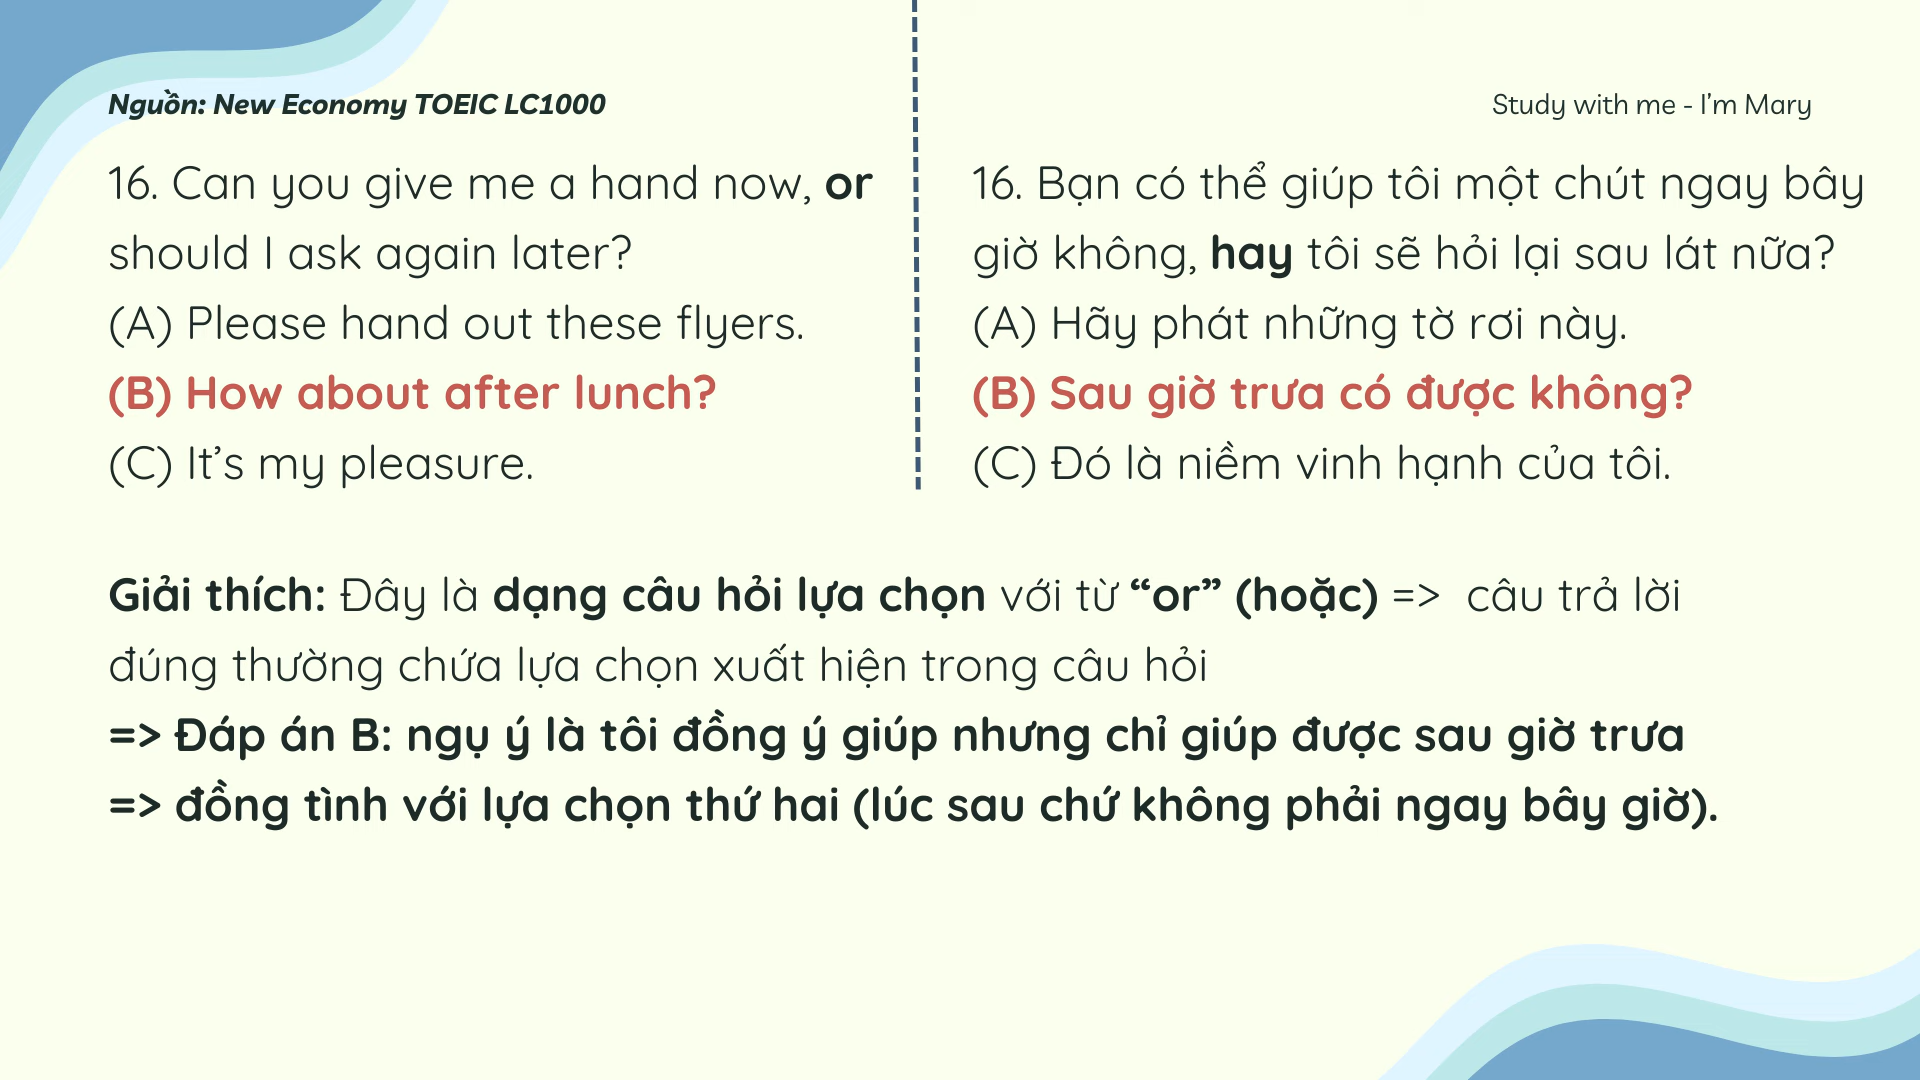 Nguồn: New Economy TOEIC LC1000
Study with me - I'm Mary
16. Can you give me a hand now, or
should I ask again later?
(A) Please hand out these flyers.
(B) How about after lunch?
(C) It’s my pleasure.
16. Bạn có thể giúp tôi một chút ngay bây
giờ không, hay tôi sẽ hỏi lại sau lát nữa?
(A) Hãy phát những tờ rơi này.
(B) Sau giờ trưa có được không?
(C) Đó là niềm vinh hạnh của tôi.
Giải thích: Đây là dạng câu hỏi lựa chọn với từ “or” (hoặc) => câu trả lời
đúng thường chứa lựa chọn xuất hiện trong câu hỏi
=> Đáp án B: ngụ ý là tôi đồng ý giúp nhưng chỉ giúp được sau giờ trưa
=> đồng tình với lựa chọn thứ hai (lúc sau chứ không phải ngay bây giờ).